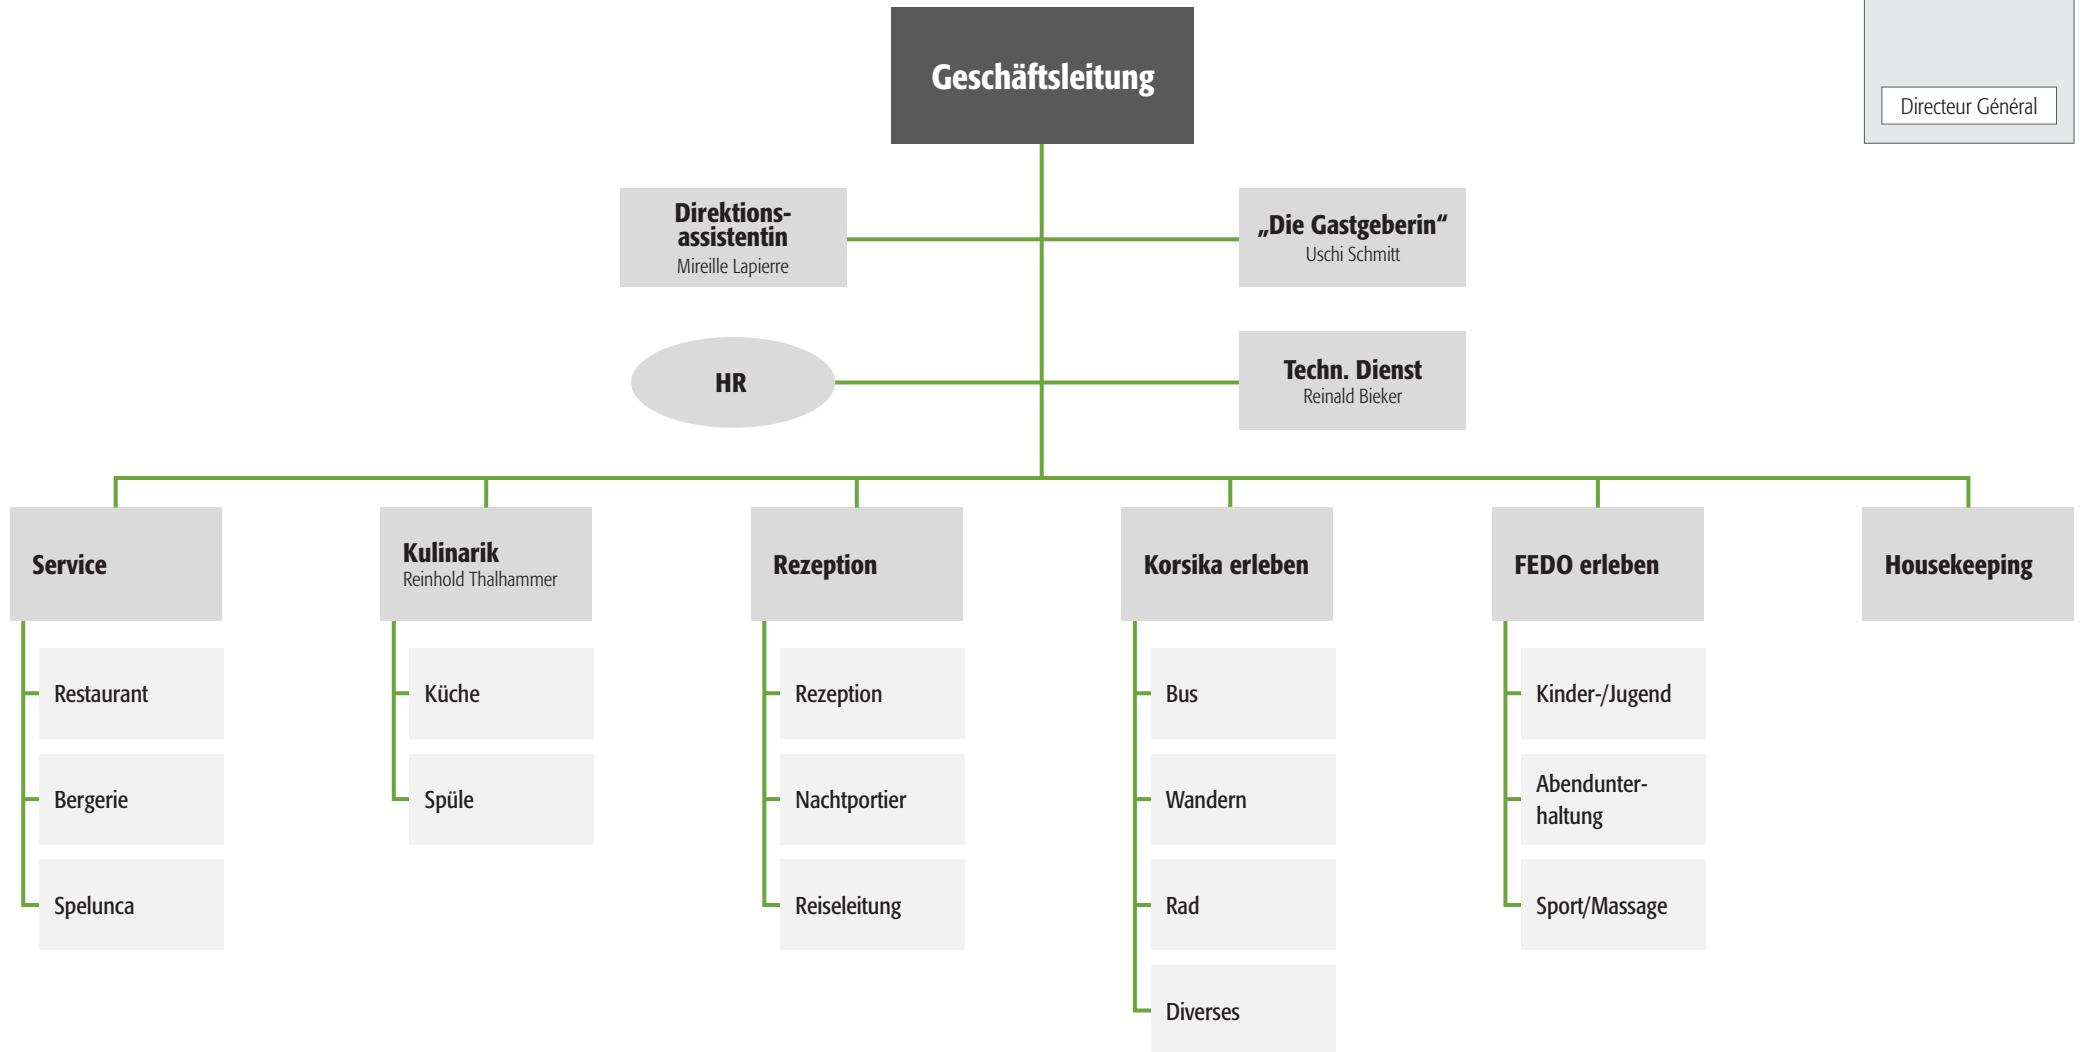 Geschäftsleitung
Directeur Général
Direktions-
assistentin
Mireille Lapierre
„Die Gastgeberin“
Uschi Schmitt
HR
Techn. Dienst
Reinald Bieker
Service
Kulinarik
Reinhold Thalhammer
Rezeption
Korsika erleben
FEDO erleben
Housekeeping
Restaurant
Bergerie
Spelunca
Küche
Spüle
Rezeption
Nachtportier
Reiseleitung
Bus
Wandern
Rad
Diverses
Kinder-/Jugend
Abendunter-
haltung
Sport/Massage